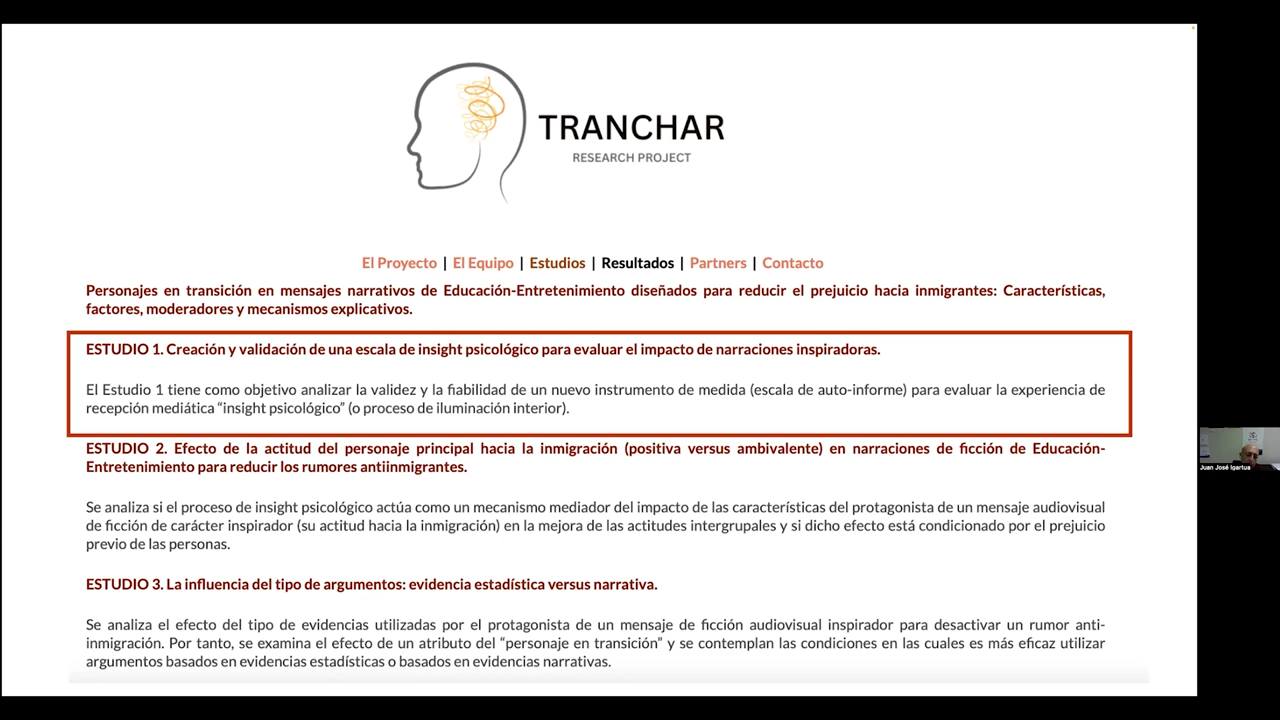 TRANCHAR
RESEARCH PROJECT
El Proyecto | El Equipo | Estudios | Resultados | Partners | Contacto
Personajes en transición en mensajes narrativos de Educación-Entretenimiento diseñados para reducir el prejuicio hacia inmigrantes: Características,
factores, moderadores y mecanismos explicativos.
ESTUDIO 1. Creación y validación de una escala de insight psicológico para evaluar el impacto de narraciones inspiradoras.
El Estudio 1 tiene como objetivo analizar la validez y la fiabilidad de un nuevo instrumento de medida (escala de auto-informe) para evaluar la experiencia de
recepción mediática “insight psicológico” (o proceso de iluminación interior).
ESTUDIO 2. Efecto de la actitud del personaje principal hacia la inmigración (positiva versus ambivalente) en narraciones de ficción de Educación-
Entretenimiento para reducir los rumores antiinmigrantes.
Se analiza si el proceso de insight psicológico actúa como un mecanismo mediador del impacto de las características del protagonista de un mensaje audiovisual
de ficción de carácter inspirador (su actitud hacia la inmigración) en la mejora de las actitudes intergrupales y si dicho efecto está condicionado por el prejuicio
previo de las personas.
ESTUDIO 3. La influencia del tipo de argumentos: evidencia estadística versus narrativa.
Se analiza el efecto del tipo de evidencias utilizadas por el protagonista de un mensaje de ficción audiovisual inspirador para desactivar un rumor anti-
inmigración. Por tanto, se examina el efecto de un atributo del “personaje en transición” y se contemplan las condiciones en las cuales es más eficaz utilizar
argumentos basados en evidencias estadísticas o basados en evidencias narrativas.
Juan José Igartua